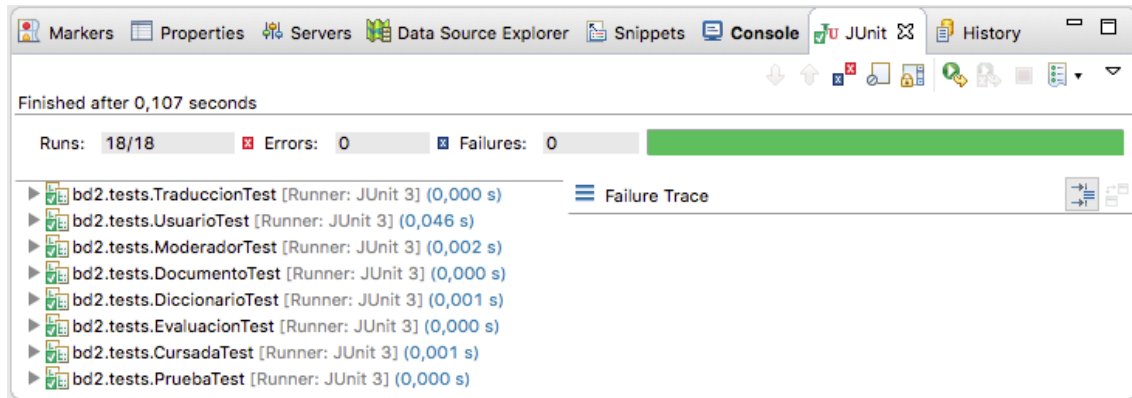 Markers Properties Servers Data Source Explorer Snippets Console JUnit History
Finished after 0,107 seconds
Runs: 18/18 Errors: 0 Failures: 0
bd2.tests.TraduccionTest [Runner: JUnit 3] (0,000 s)
Failure Trace
bd2.tests.UsuarioTest [Runner: JUnit 3] (0,046 s)
bd2.tests.ModeradorTest [Runner: JUnit 3] (0,002 s)
bd2.tests.DocumentoTest [Runner: JUnit 3] (0,000 s)
bd2.tests.DiccionarioTest [Runner: JUnit 3] (0,001 s)
bd2.tests.EvaluacionTest [Runner: JUnit 3] (0,000 s)
bd2.tests.CursadaTest [Runner: JUnit 3] (0,001 s)
bd2.tests.PruebaTest [Runner: JUnit 3] (0,000 s)